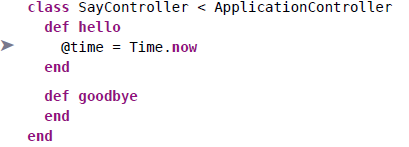 class SayController < ApplicationController
  def hello
    @time = Time.now
  end

  def goodbye
  end
end